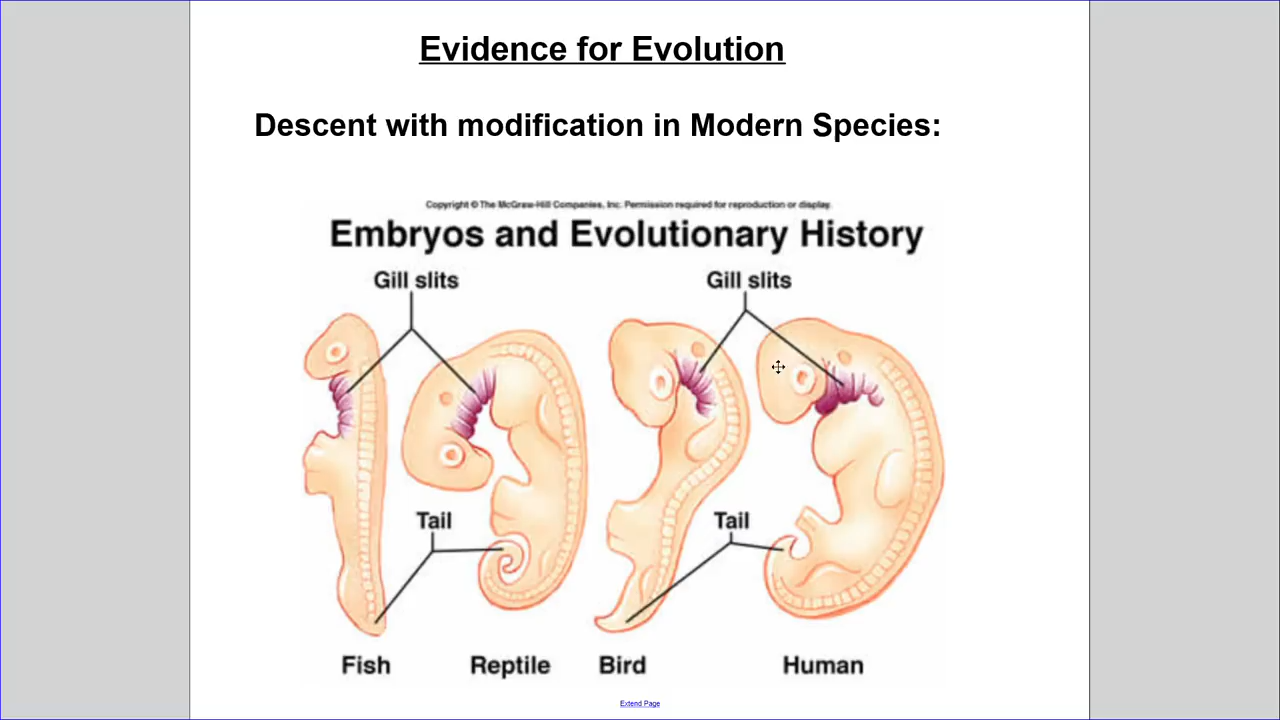 Evidence for Evolution
Descent with modification in Modern Species:
Copyright © The McGraw-Hill Companies, Inc. Permission required for reproduction or display.
Embryos and Evolutionary History
Gill slits
Gill slits
Tail
Tail
Fish
Reptile
Bird
Human
Extend Page